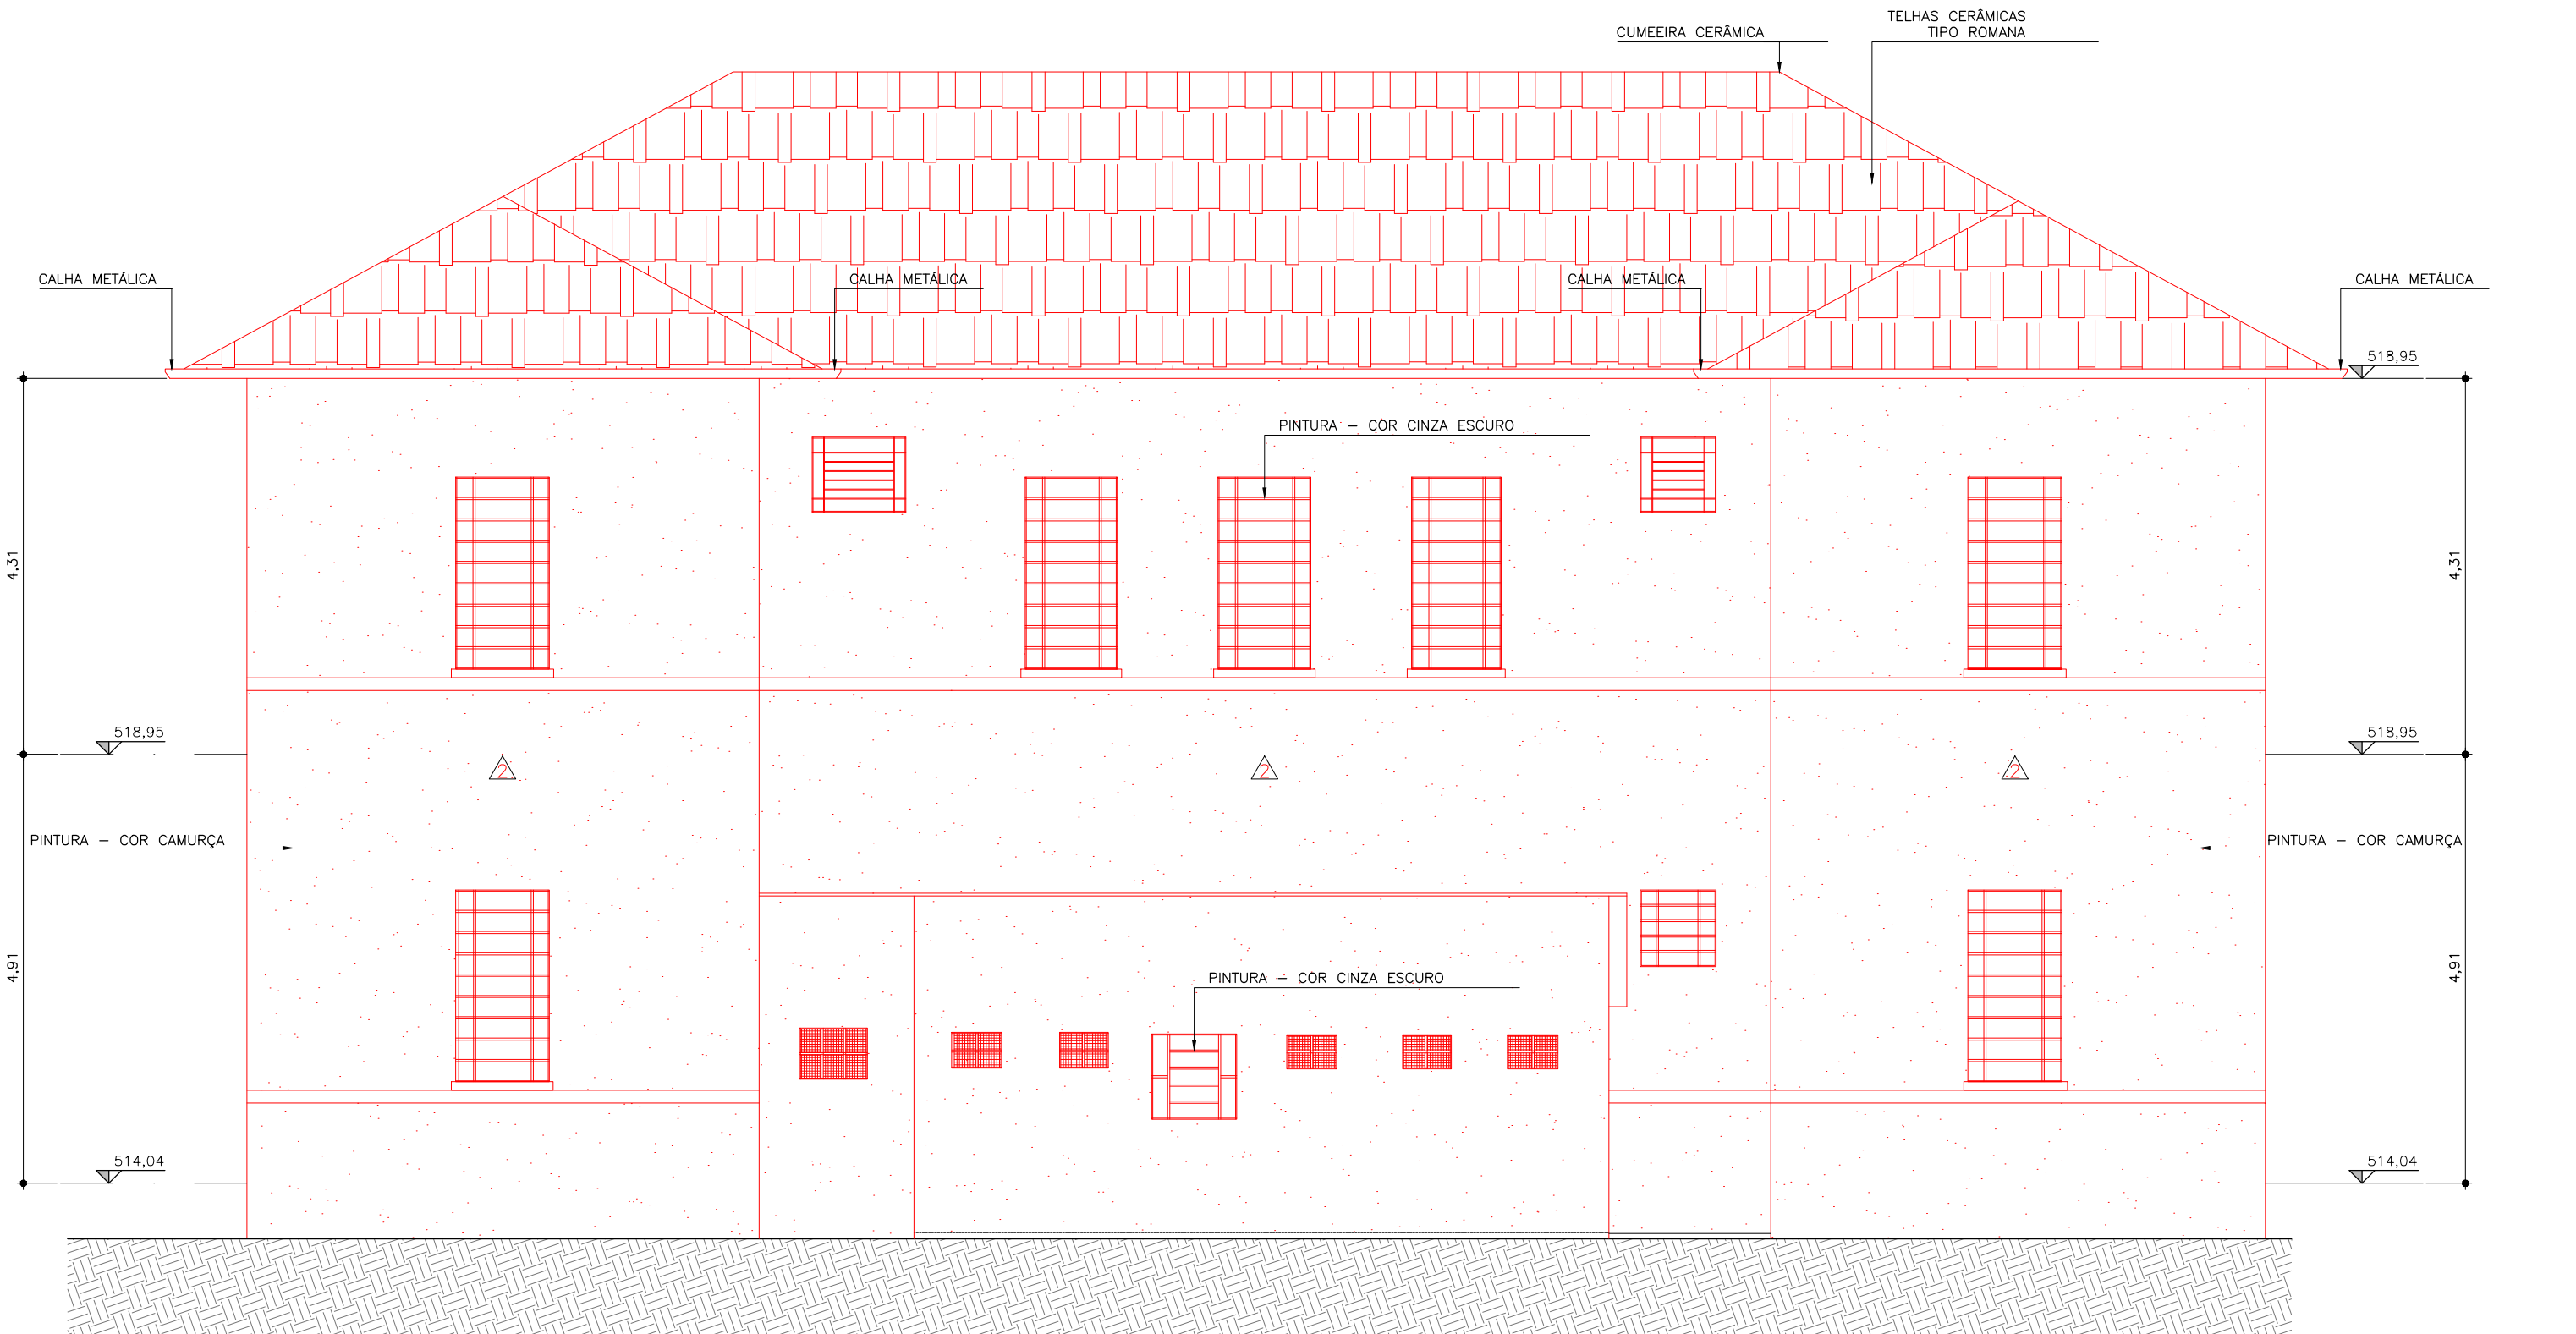 TELHAS CERÂMICAS
TIPO ROMANA
CUMEEIRA CERÂMICA
CALHA METÁLICA
CALHA METÁLICA
CALHA METÁLICA
CALHA METÁLICA
518,95
PINTURA – COR CINZA ESCURO
4,31
4,31
518,95
518,95
2
2
2
PINTURA – COR CAMURÇA
PINTURA – COR CAMURÇA
4,91
4,91
PINTURA – COR CINZA ESCURO
514,04
514,04